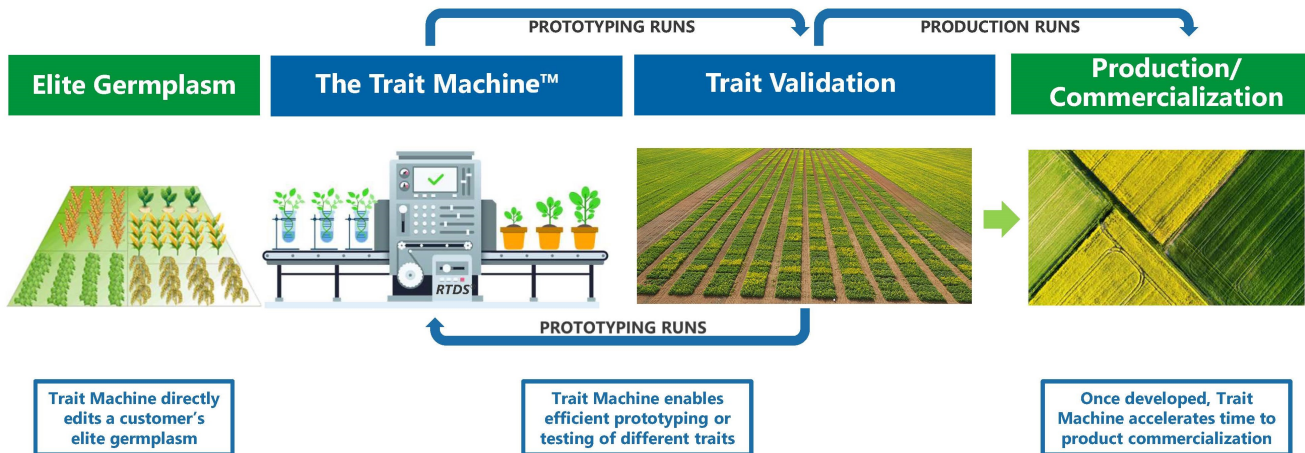 PROTOTYPING RUNS
PRODUCTION RUNS
Elite Germplasm
The Trait Machine™
Trait Validation
Production/
Commercialization
RTDS
PROTOTYPING RUNS
Trait Machine directly
edits a customer's
elite germplasm
Trait Machine enables
efficient prototyping or
testing of different traits
Once developed, Trait
Machine accelerates time to
product commercialization